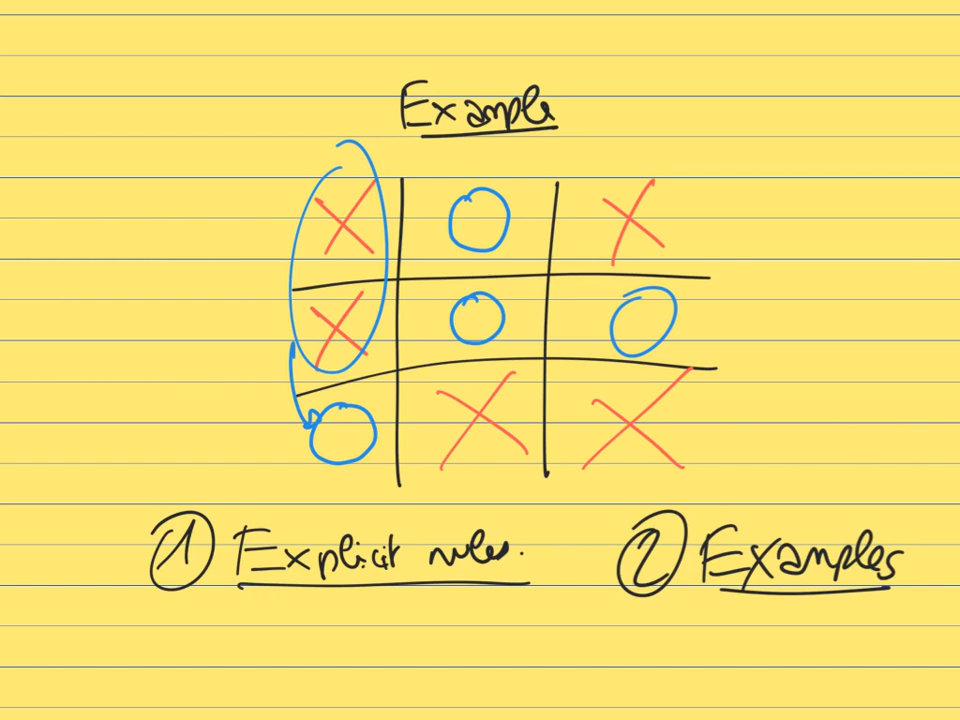 Example
X O X
X O O
O X X
① Explicit rules. ② Examples